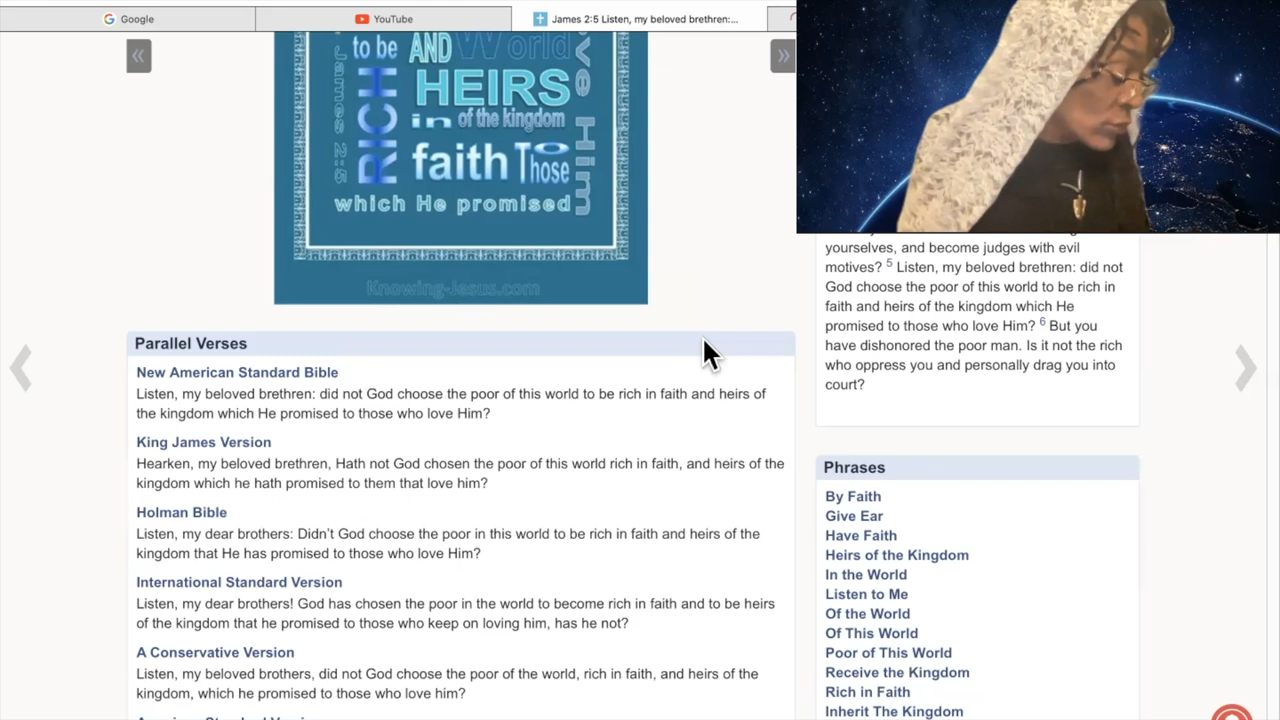 Google
YouTube
James 2:5 Listen, my beloved brethren:...
«
»
to be AND World
RICH
James 2:5
HEIRS
in of the kingdom
faith Those
which He promised
Him
Knowing-Jesus.com
Parallel Verses
New American Standard Bible
Listen, my beloved brethren: did not God choose the poor of this world to be rich in faith and heirs of
the kingdom which He promised to those who love Him?
King James Version
Hearken, my beloved brethren, Hath not God chosen the poor of this world rich in faith, and heirs of the
kingdom which he hath promised to them that love him?
Holman Bible
Listen, my dear brothers: Didn't God choose the poor in this world to be rich in faith and heirs of the
kingdom that He has promised to those who love Him?
International Standard Version
Listen, my dear brothers! God has chosen the poor in the world to become rich in faith and to be heirs
of the kingdom that he promised to those who keep on loving him, has he not?
A Conservative Version
Listen, my beloved brothers, did not God choose the poor of the world, rich in faith, and heirs of the
kingdom, which he promised to those who love him?
yourselves, and become judges with evil
motives? 5 Listen, my beloved brethren: did not
God choose the poor of this world to be rich in
faith and heirs of the kingdom which He
promised to those who love Him? 6 But you
have dishonored the poor man. Is it not the rich
who oppress you and personally drag you into
court?
Phrases
By Faith
Give Ear
Have Faith
Heirs of the Kingdom
In the World
Listen to Me
Of the World
Of This World
Poor of This World
Receive the Kingdom
Rich in Faith
Inherit The Kingdom